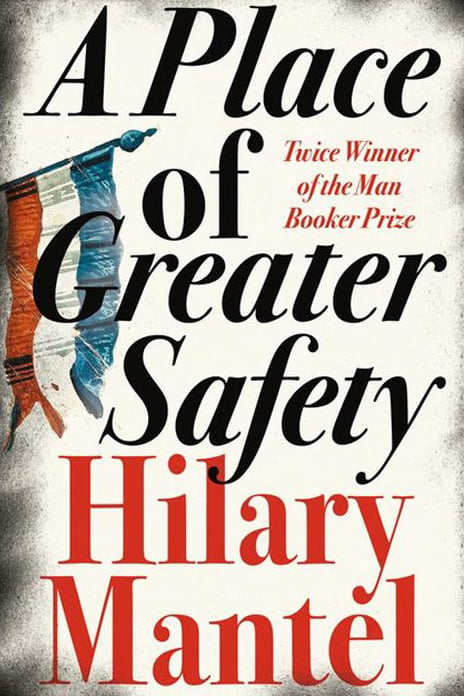 A Place
of
Twice Winner
of the Man
Booker Prize
Greater
Safety
Hilary
Mantel